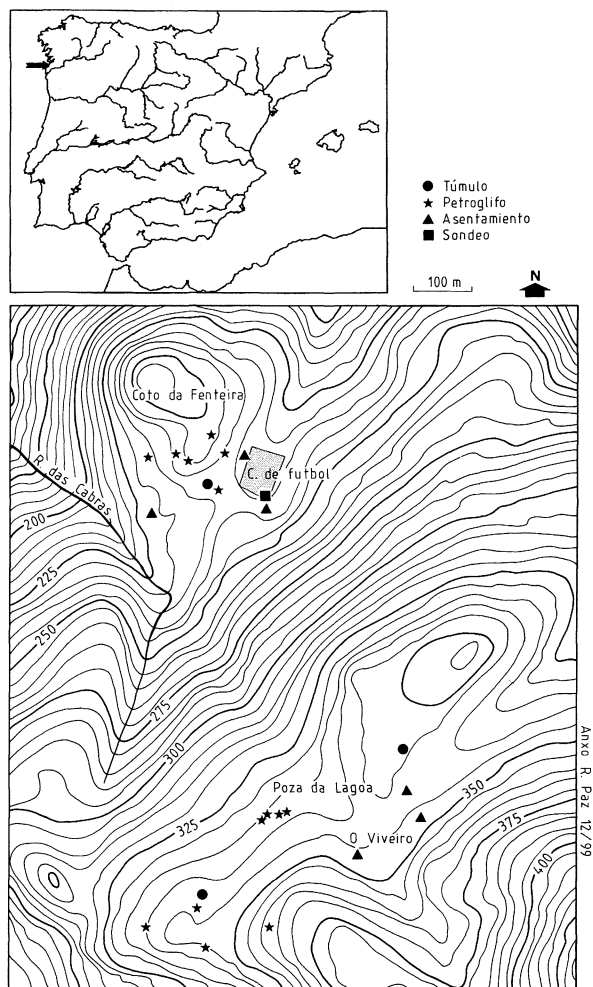 Túmulo
Petroglifo
Asentamiento
Sondeo
100 m
N
Coto da Fenteira
C. de futbol
R. das Cabras
200
225
250
275
300
325
Poza da Lagoa
350
O Viveiro
375
400
Anxo R. Paz 12/99